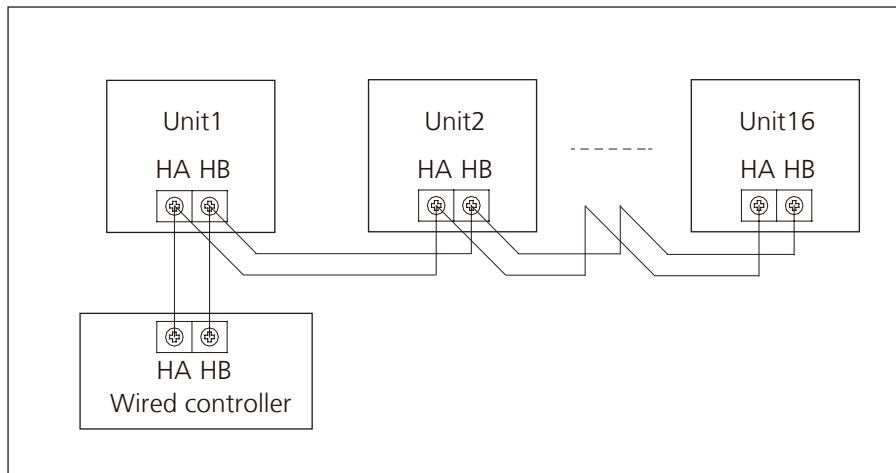 Unit1
HA HB
Unit2
HA HB
Unit16
HA HB
HA HB
Wired controller